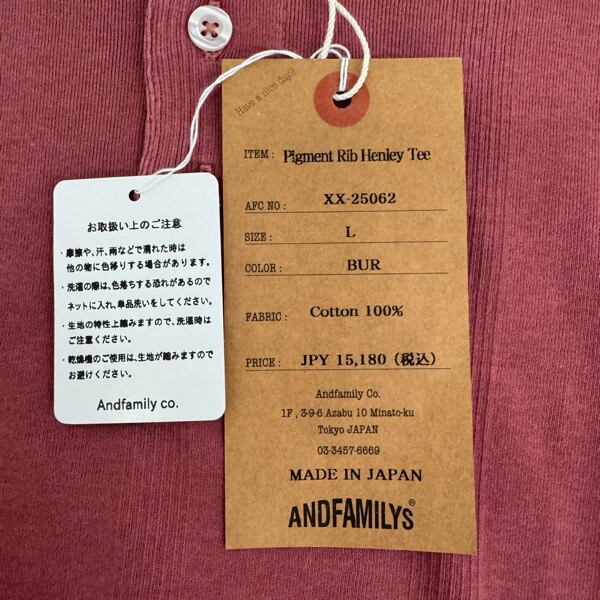 お取扱い上のご注意
・摩擦や、汗、雨などで濡れた時は
他の物に色移りする場合があります。
・洗濯の際は、色落ちする恐れがあるので
ネットに入れ、単品洗いをしてください。
・生地の特性上縮みますので、洗濯時は
ご注意ください。
・乾燥機のご使用は、生地が縮みますので
お避けください。
Andfamily co.
Have a nice day!
ITEM : Pigment Rib Henley Tee
AFC NO : XX-25062
SIZE : L
COLOR : BUR
FABRIC : Cotton 100%
PRICE : JPY 15,180 (税込)
Andfamily Co.
1F , 3-9-6 Azabu 10 Minato-ku
Tokyo JAPAN
03-3457-6669
MADE IN JAPAN
ANDFAMILYS®